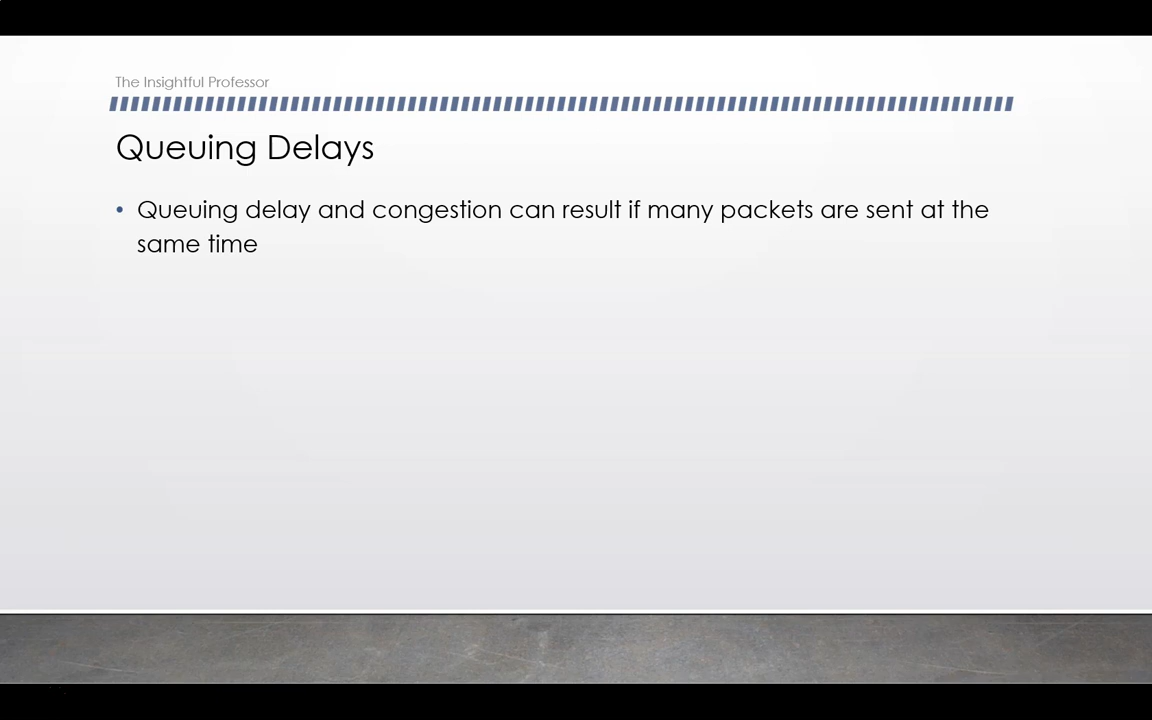 The Insightful Professor
Queuing Delays
• Queuing delay and congestion can result if many packets are sent at the
same time